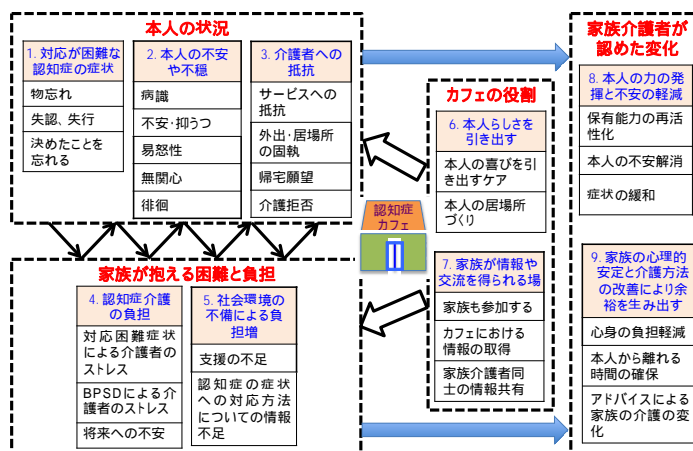 本人の状況
1. 対応が困難な
認知症の症状
物忘れ
失認、失行
決めたことを
忘れる
2. 本人の不安
や不穏
病識
不安・抑うつ
易怒性
無関心
徘徊
3. 介護者への
抵抗
サービスへの
抵抗
外出・居場所
の固執
帰宅願望
介護拒否
家族が抱える困難と負担
4. 認知症介護
の負担
対応困難症状
による介護者の
ストレス
BPSDによる介
護者のストレス
将来への不安
5. 社会環境の
不備による負
担増
支援の不足
認知症の症状
への対応方法
についての情報
不足
認知症
カフェ
カフェの役割
6. 本人らしさを
引き出す
本人の喜びを引
き出すケア
本人の居場所
づくり
7. 家族が情報や
交流を得られる場
家族も参加する
カフェにおける
情報の取得
家族介護者同
士の情報共有
家族介護者が
認めた変化
8. 本人の力の発
揮と不安の軽減
保有能力の再活
性化
本人の不安解消
症状の緩和
9. 家族の心理的
安定と介護方法
の改善により余
裕を生み出す
心身の負担軽減
本人から離れる
時間の確保
アドバイスによる
家族の介護の変
化